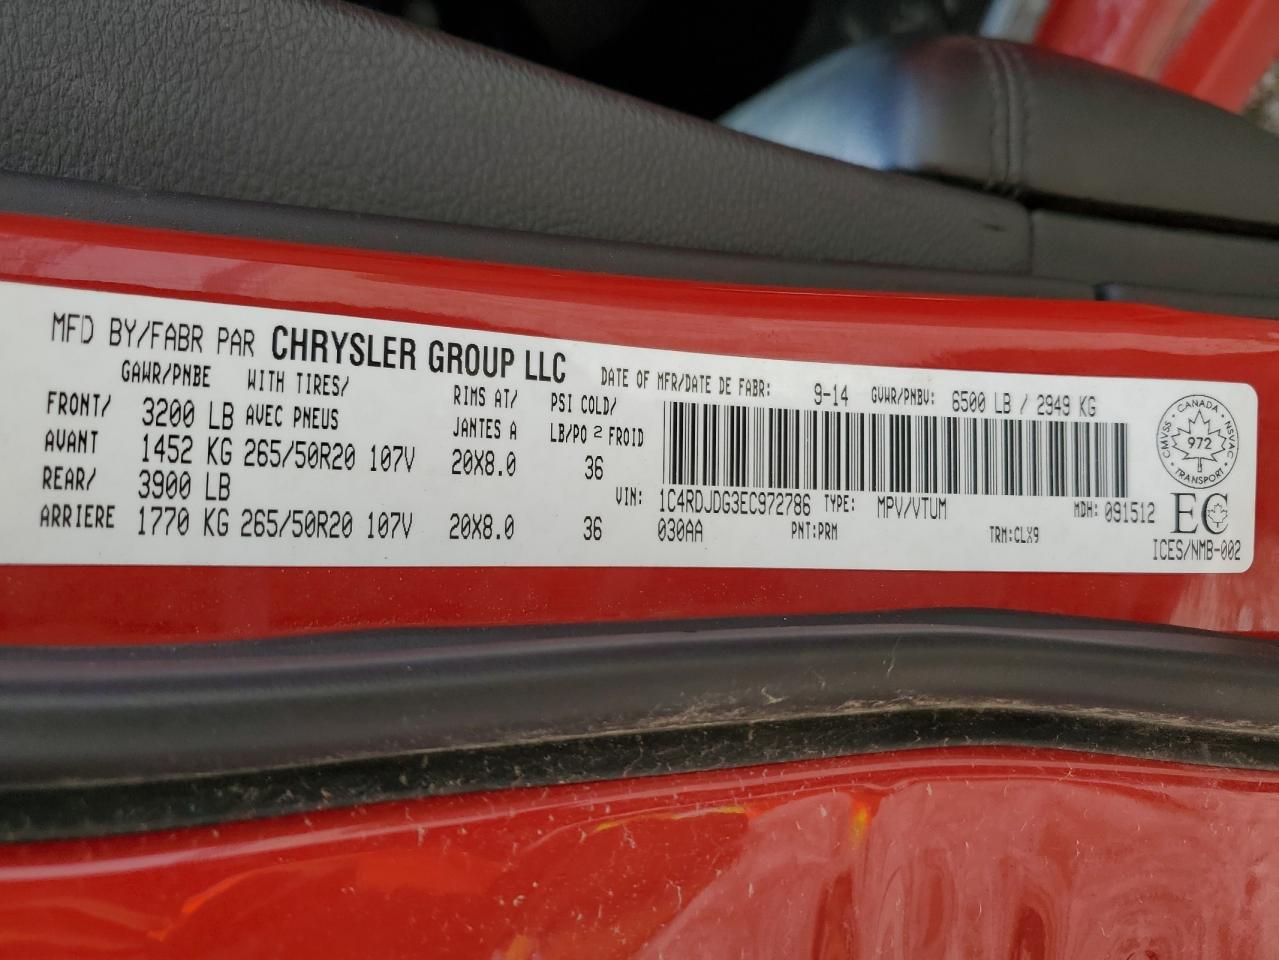 MFD BY/FABR PAR CHRYSLER GROUP LLC DATE OF MFR/DATE DE FABR: 9-14 GVWR/PNBV: 6500 LB / 2949 KG
GAWR/PNBE WITH TIRES/ RIMS AT/ PSI COLD/
FRONT/ 3200 LB AVEC PNEUS JANTES A LB/PO 2 FROID
AVANT 1452 KG 265/50R20 107V 20X8.0 36
REAR/ 3900 LB VIN: 1C4RDJDG3EC972786 TYPE: MPV/VTUM MDH: 091512
ARRIERE 1770 KG 265/50R20 107V 20X8.0 36 030AA PNT:PRM TRM:CLX9
CANADA
CMVSS NSVAC
972
TRANSPORT
EC
ICES/NMB-002